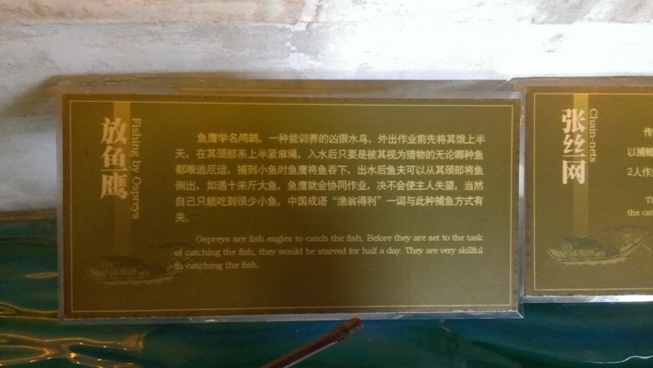 放鱼鹰
Fishing by Ospreys
鱼鹰学名鸬鹚。一种能训养的凶狠水鸟，外出作业前先将其饿上半
天，在其颈部系上半紧麻绳，入水后只要是被其视为猎物的无论哪种鱼
都难逃厄运，捕到小鱼时鱼鹰将鱼吞下，出水后鱼夫可以从其颈部将鱼
倒出，如遇十来斤大鱼，鱼鹰就会协同作业，决不会使主人失望，当然
自己只能吃到很少小鱼。中国成语“渔翁得利”一词与此种捕鱼方式有
关。
Ospreys are fish eagles to catch the fish. Before they are set to the task
of catching the fish, they would be starved for half a day. They are very skillful
in catching the fish.
张丝网
Chain-nets
传
以捕
2人作
Th
the ca